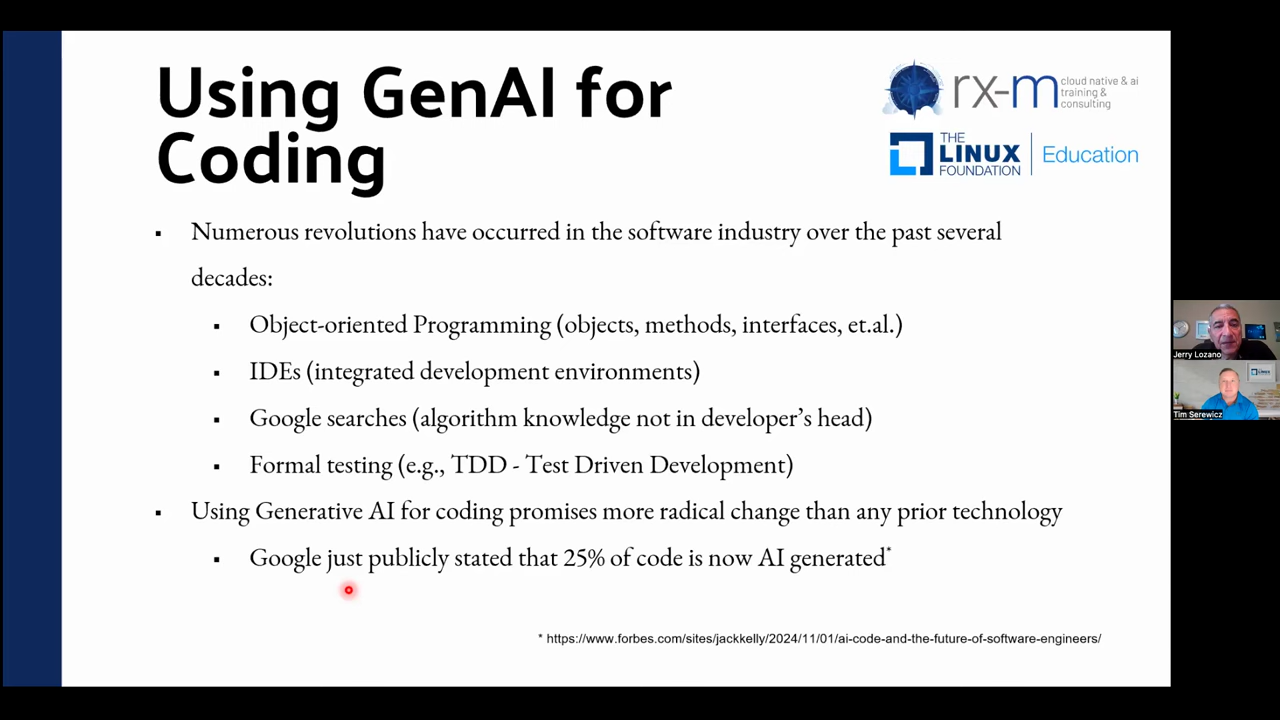 Using GenAI for
Coding
rx-m
cloud native & ai
training &
consulting
THE
LINUX
FOUNDATION
Education
▪ Numerous revolutions have occurred in the software industry over the past several
decades:
▪ Object-oriented Programming (objects, methods, interfaces, et.al.)
▪ IDEs (integrated development environments)
▪ Google searches (algorithm knowledge not in developer’s head)
▪ Formal testing (e.g., TDD - Test Driven Development)
▪ Using Generative AI for coding promises more radical change than any prior technology
▪ Google just publicly stated that 25% of code is now AI generated*
* https://www.forbes.com/sites/jackkelly/2024/11/01/ai-code-and-the-future-of-software-engineers/
Jerry Lozano
Tim Serewicz